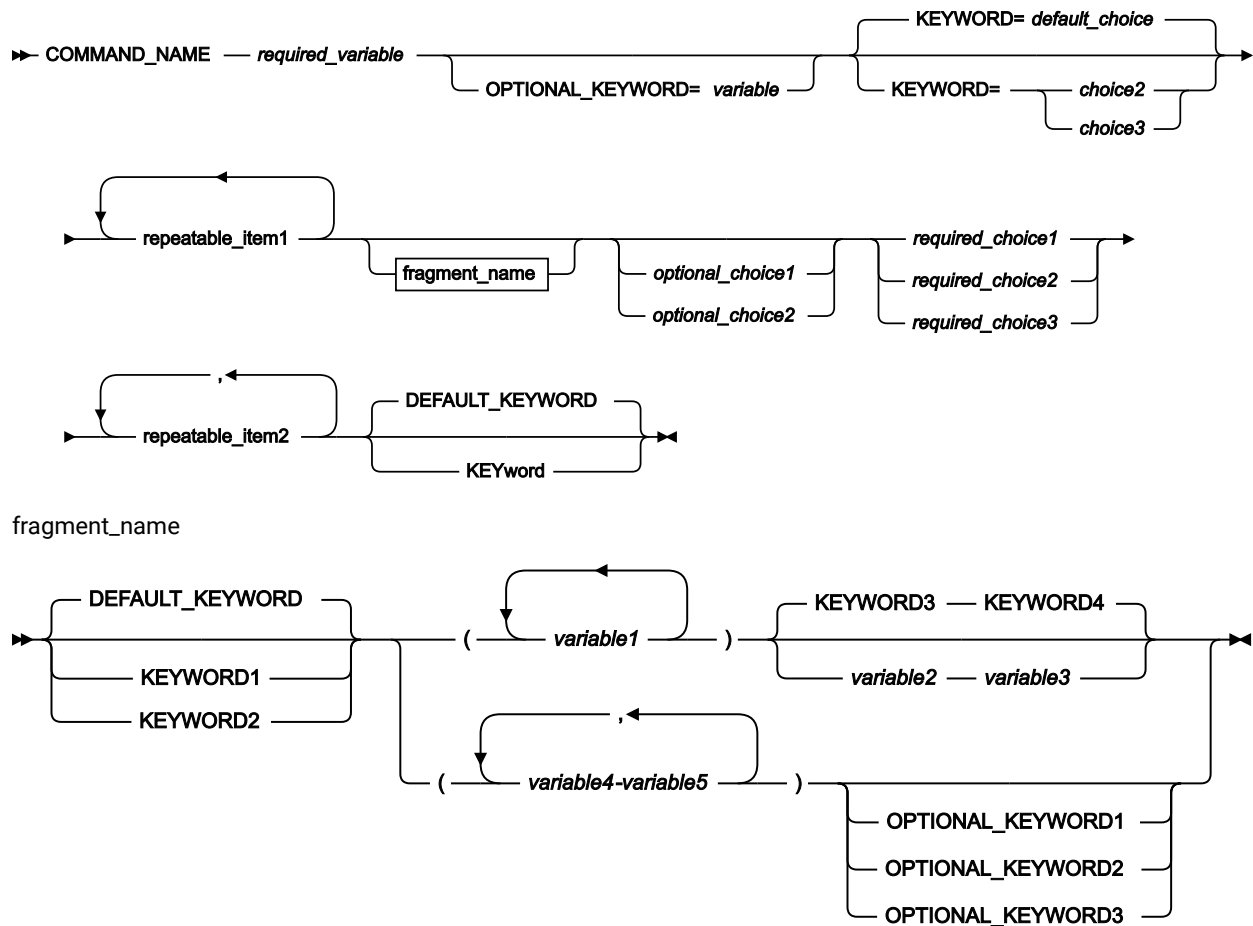 KEYWORD= default_choice
COMMAND_NAME required_variable
OPTIONAL_KEYWORD= variable KEYWORD= choice2
choice3
repeatable_item1 required_choice1
fragment_name optional_choice1 required_choice2
optional_choice2 required_choice3
,
DEFAULT_KEYWORD
repeatable_item2
KEYword
fragment_name
DEFAULT_KEYWORD KEYWORD3 KEYWORD4
( variable1 )
KEYWORD1 variable2 variable3
KEYWORD2
,
( variable4-variable5 )
OPTIONAL_KEYWORD1
OPTIONAL_KEYWORD2
OPTIONAL_KEYWORD3